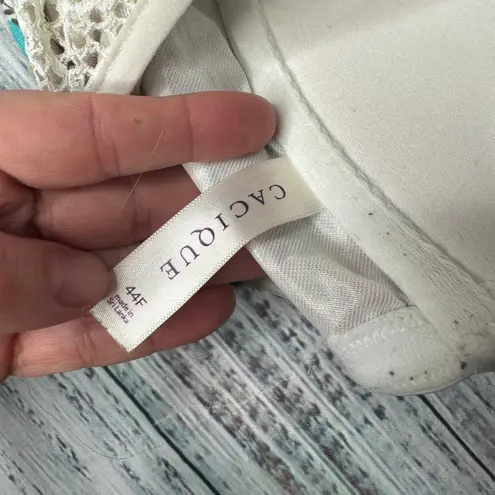 CACIQUE
44F
made in
Sri Lanka